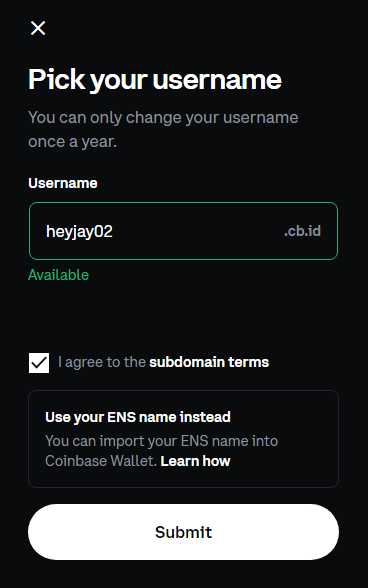 Pick your username
You can only change your username
once a year.
Username
heyjay02 .cb.id
Available
I agree to the subdomain terms
Use your ENS name instead
You can import your ENS name into
Coinbase Wallet. Learn how
Submit